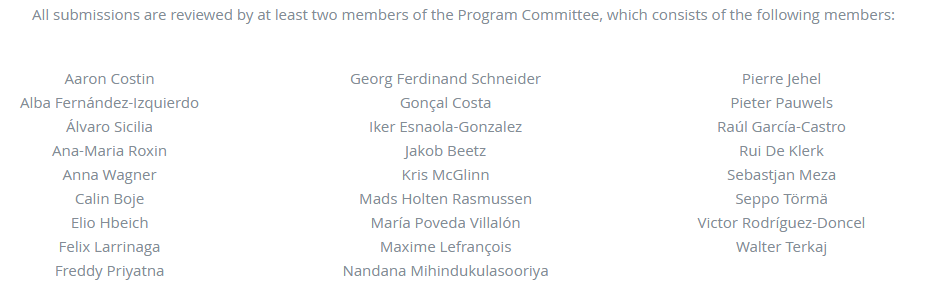 All submissions are reviewed by at least two members of the Program Committee, which consists of the following members:
Aaron Costin
Alba Fernández-Izquierdo
Álvaro Sicilia
Ana-Maria Roxin
Anna Wagner
Calin Boje
Elio Hbeich
Felix Larrinaga
Freddy Priyatna
Georg Ferdinand Schneider
Gonçal Costa
Iker Esnaola-Gonzalez
Jakob Beetz
Kris McGlinn
Mads Holten Rasmussen
María Poveda Villalón
Maxime Lefrançois
Nandana Mihindukulasooriya
Pierre Jehel
Pieter Pauwels
Raúl García-Castro
Rui De Klerk
Sebastjan Meza
Seppo Törmä
Victor Rodríguez-Doncel
Walter Terkaj